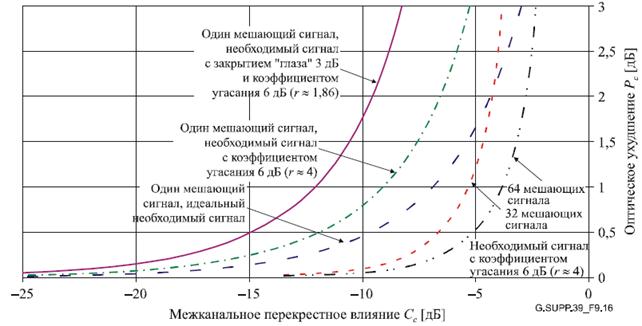 Один мешающий сигнал,
необходимый сигнал
с закрытием "глаза" 3 дБ
и коэффициентом
угасания 6 дБ (r ≈ 1,86)
Один мешающий сигнал,
необходимый сигнал
с коэффициентом
угасания 6 дБ (r ≈ 4)
Один мешающий
сигнал, идеальный
необходимый сигнал
64 мешающих
сигнала
32 мешающих
сигнала
Необходимый сигнал
с коэффициентом
угасания 6 дБ (r ≈ 4)
3
2,5
2
1,5
1
0,5
0
Оптическое ухудшение Pc [дБ]
−25 −20 −15 −10 −5 0
Межканальное перекрестное влияние Cc [дБ]
G.SUPP.39_F9.16